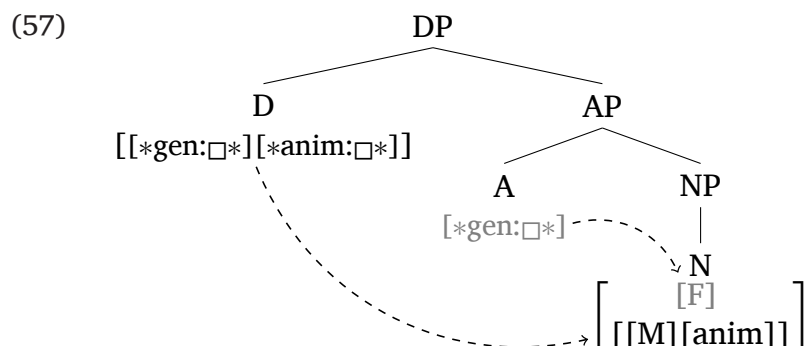 (57)
DP
D AP
[[*gen:□*][*anim:□*]]
A NP
[*gen:□*]
N
[F]
[[M][anim]]